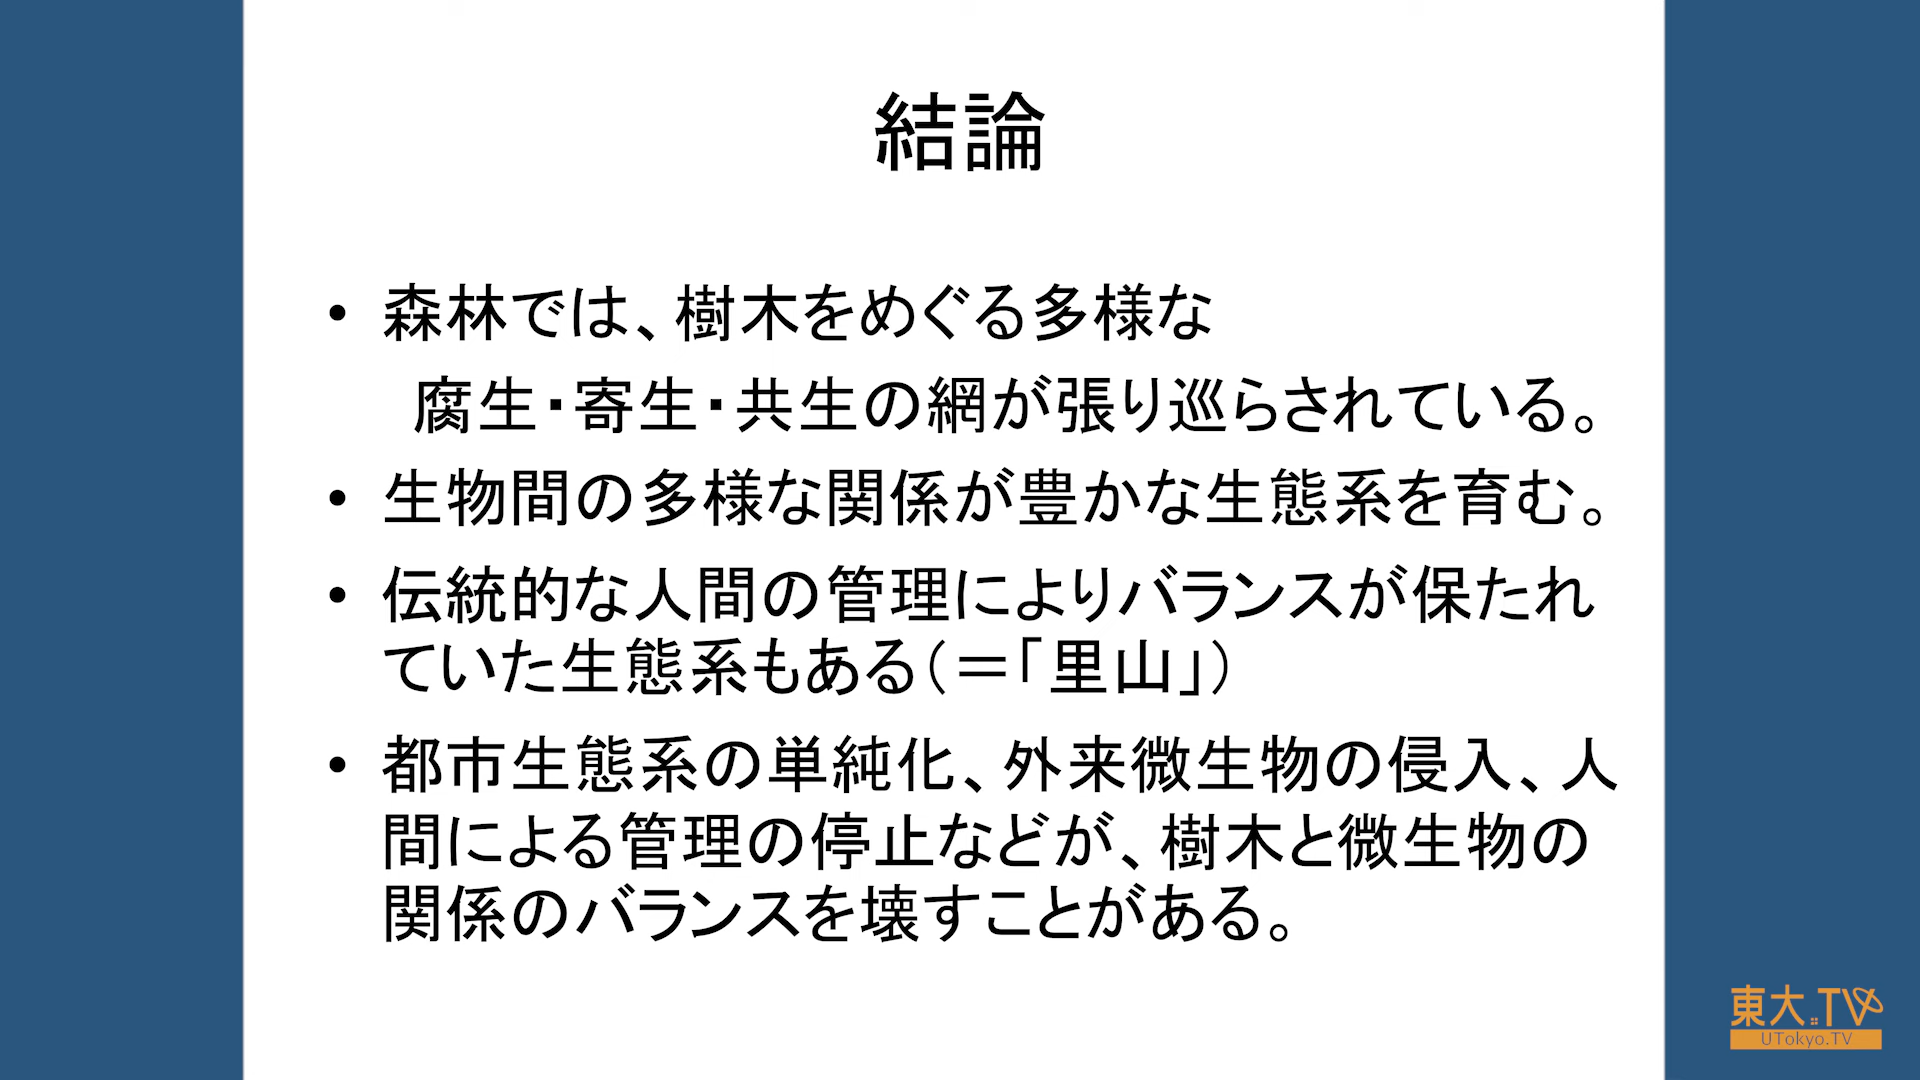 結論
• 森林では、樹木をめぐる多様な
腐生・寄生・共生の網が張り巡らされている。
• 生物間の多様な関係が豊かな生態系を育む。
• 伝統的な人間の管理によりバランスが保たれ
ていた生態系もある(＝「里山」)
• 都市生態系の単純化、外来微生物の侵入、人
間による管理の停止などが、樹木と微生物の
関係のバランスを壊すことがある。
東大.TV
UTokyo.TV